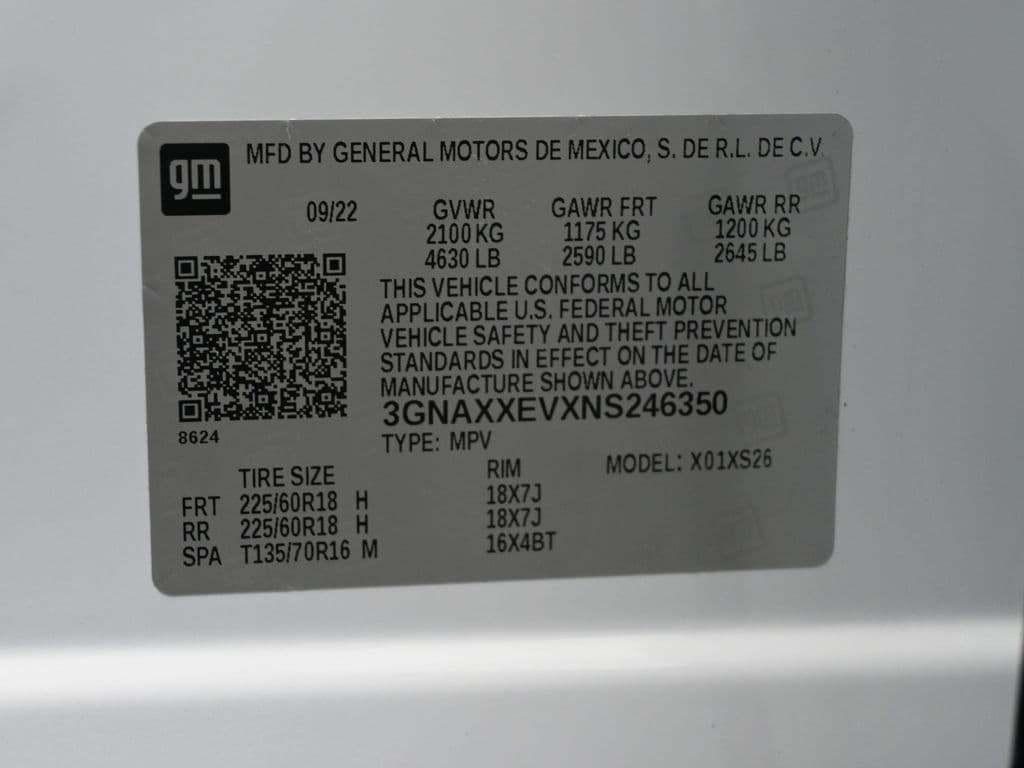 gm
MFD BY GENERAL MOTORS DE MEXICO, S. DE R.L. DE C.V.
09/22 GVWR GAWR FRT GAWR RR
2100 KG 1175 KG 1200 KG
4630 LB 2590 LB 2645 LB
THIS VEHICLE CONFORMS TO ALL
APPLICABLE U.S. FEDERAL MOTOR
VEHICLE SAFETY AND THEFT PREVENTION
STANDARDS IN EFFECT ON THE DATE OF
MANUFACTURE SHOWN ABOVE.
3GNAXXEVXNS246350
8624
TYPE: MPV
TIRE SIZE RIM MODEL: X01XS26
FRT 225/60R18 H 18X7J
RR 225/60R18 H 18X7J
SPA T135/70R16 M 16X4BT